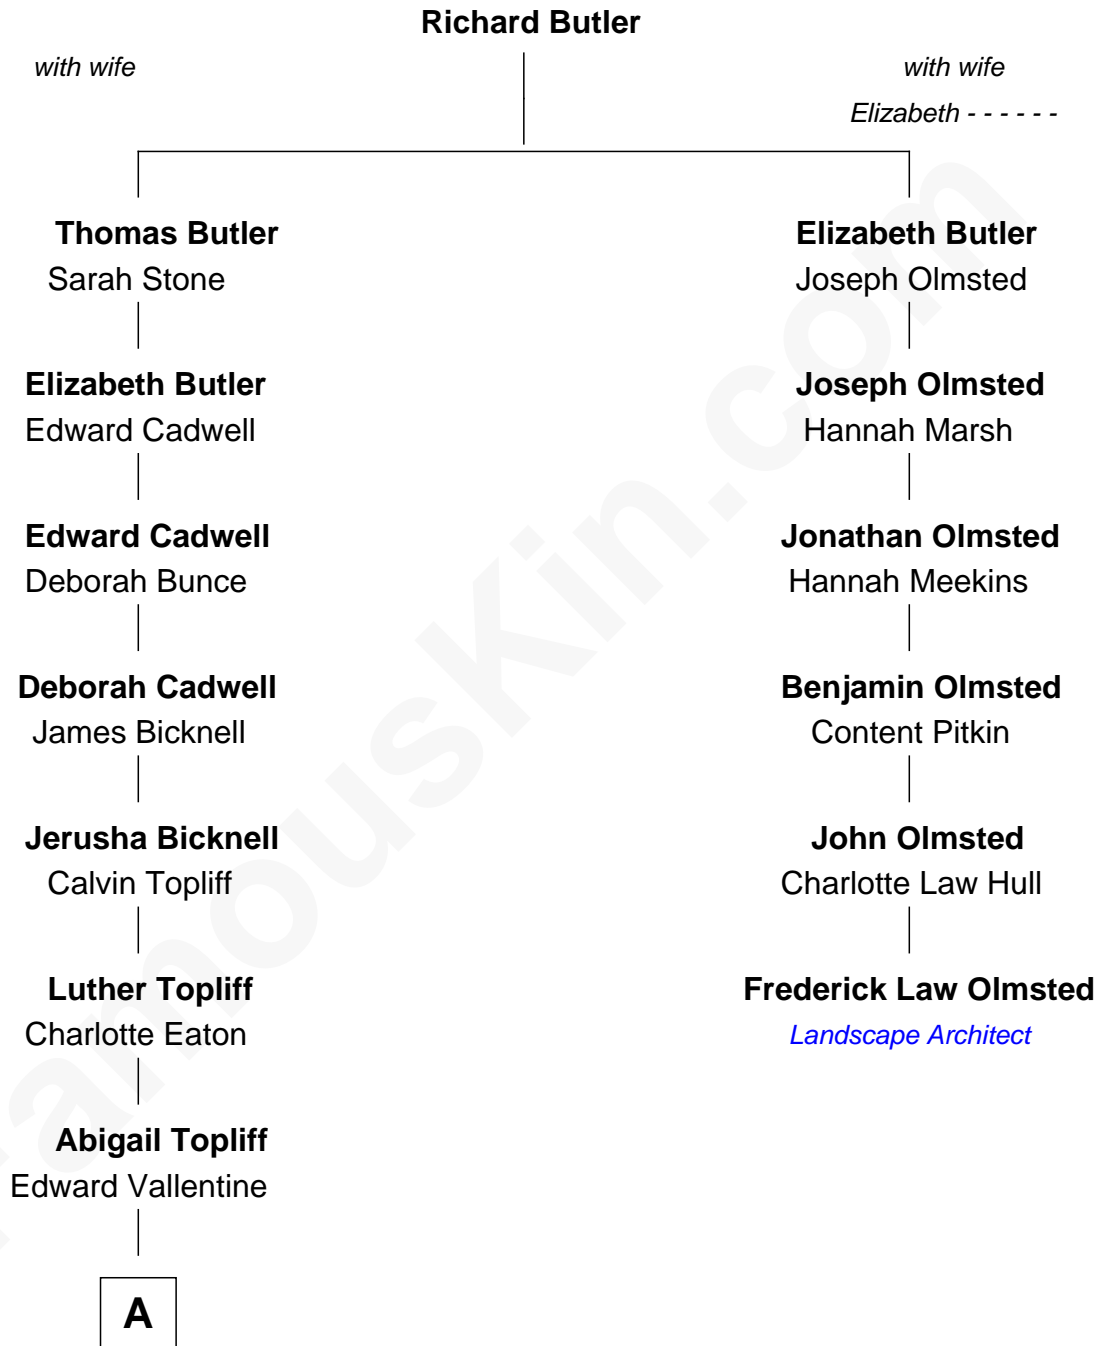 Richard Butler
with wife
with wife
Elizabeth - - - - - -
Thomas Butler
Sarah Stone
Elizabeth Butler
Joseph Olmsted
Elizabeth Butler
Edward Cadwell
Joseph Olmsted
Hannah Marsh
Edward Cadwell
Deborah Bunce
Jonathan Olmsted
Hannah Meekins
Deborah Cadwell
James Bicknell
Benjamin Olmsted
Content Pitkin
Jerusha Bicknell
Calvin Topliff
John Olmsted
Charlotte Law Hull
Luther Topliff
Charlotte Eaton
Frederick Law Olmsted
Landscape Architect
Abigail Topliff
Edward Vallentine
A
FamousKin.com